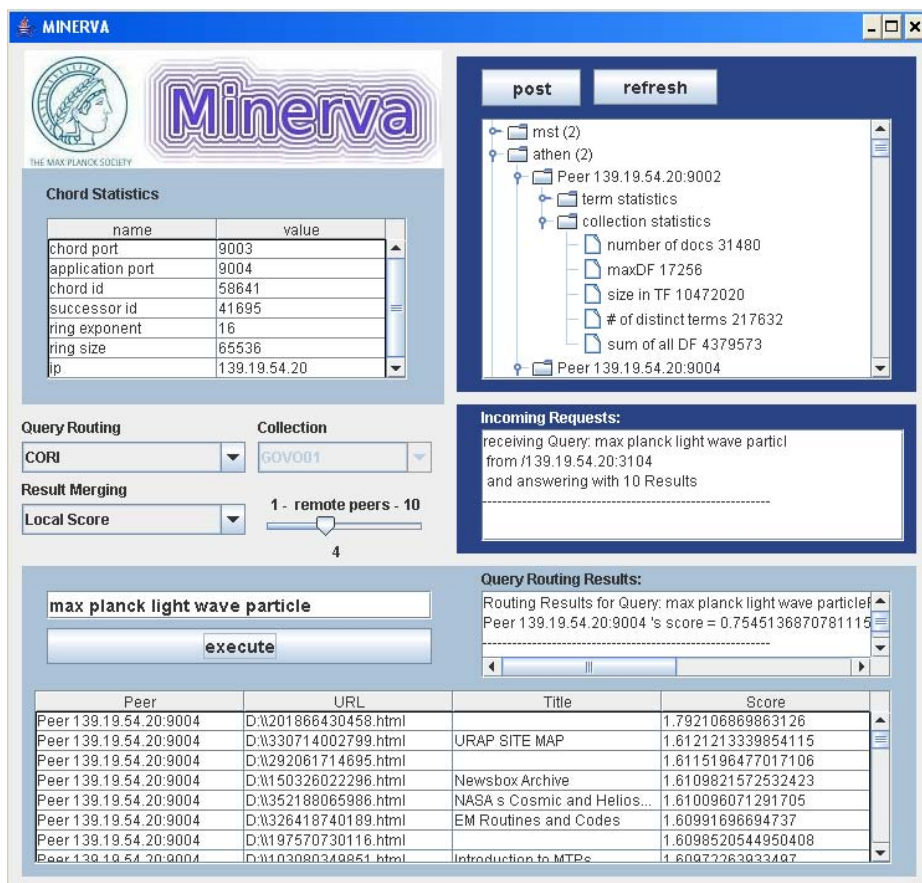 MINERVA
THE MAX PLANCK SOCIETY
Minerva
Chord Statistics
name value
chord port 9003
application port 9004
chord id 58641
successor id 41695
ring exponent 16
ring size 65536
ip 139.19.54.20
post refresh
mst (2)
athen (2)
Peer 139.19.54.20:9002
term statistics
collection statistics
number of docs 31480
maxDF 17256
size in TF 10472020
# of distinct terms 217632
sum of all DF 4379573
Peer 139.19.54.20:9004
Query Routing Collection
CORI GOVO01
Result Merging
Local Score
1 - remote peers - 10
4
Incoming Requests:
receiving Query: max planck light wave particl
from /139.19.54.20:3104
and answering with 10 Results
----------------------------------------------------------------------
max planck light wave particle
execute
Query Routing Results:
Routing Results for Query: max planck light wave particle
Peer 139.19.54.20:9004 's score = 0.7545136870781115
----------------------------------------------------------------------
Peer URL Title Score
Peer 139.19.54.20:9004 D:\\201866430458.html 1.792106869863126
Peer 139.19.54.20:9004 D:\\330714002799.html URAP SITE MAP 1.6121213339854115
Peer 139.19.54.20:9004 D:\\292061714695.html 1.6115196477017106
Peer 139.19.54.20:9004 D:\\150326022296.html Newsbox Archive 1.6109821572532423
Peer 139.19.54.20:9004 D:\\352188065986.html NASA s Cosmic and Helios... 1.610096071291705
Peer 139.19.54.20:9004 D:\\326418740189.html EM Routines and Codes 1.60991696694737
Peer 139.19.54.20:9004 D:\\197570730116.html 1.6098520544950408
Peer 139.19.54.20:9004 D:\\103080349851.html Introduction to MTPs 1.60972263933497